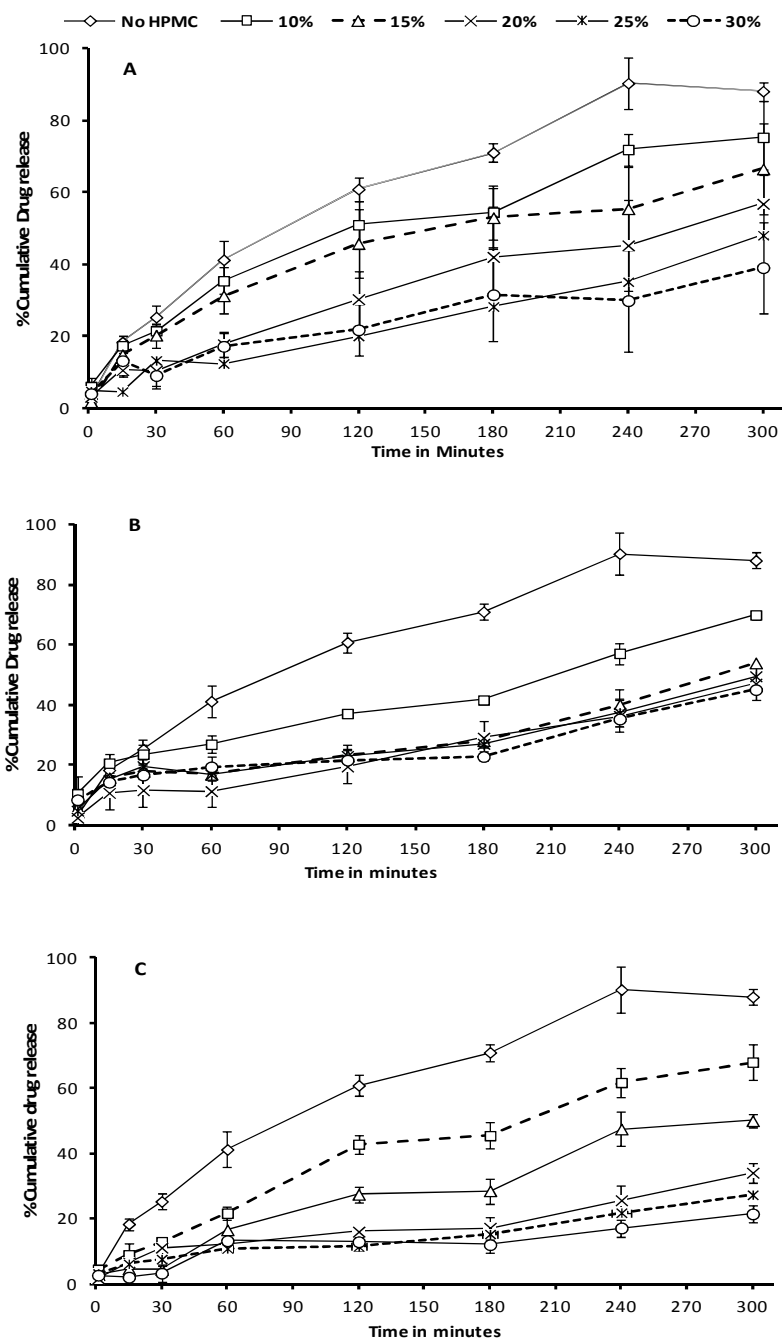 No HPMC 10% 15% 20% 25% 30%
A
100
80
60
40
20
0
%Cumulative Drug release
0 30 60 90 120 150 180 210 240 270 300
Time in Minutes
B
100
80
60
40
20
0
%Cumulative Drug release
0 30 60 90 120 150 180 210 240 270 300
Time in minutes
C
100
80
60
40
20
0
%Cumulative drug release
0 30 60 90 120 150 180 210 240 270 300
Time in minutes